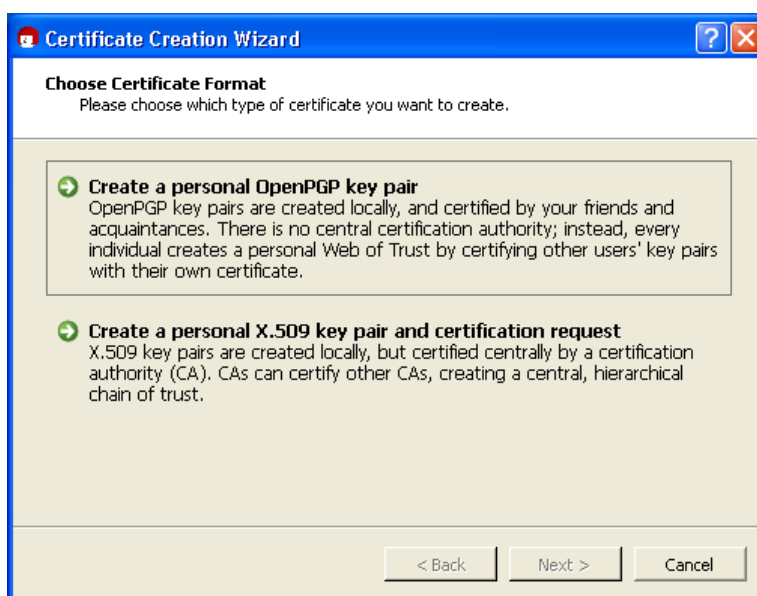 Certificate Creation Wizard
Choose Certificate Format
Please choose which type of certificate you want to create.
Create a personal OpenPGP key pair
OpenPGP key pairs are created locally, and certified by your friends and
acquaintances. There is no central certification authority; instead, every
individual creates a personal Web of Trust by certifying other users' key pairs
with their own certificate.
Create a personal X.509 key pair and certification request
X.509 key pairs are created locally, but certified centrally by a certification
authority (CA). CAs can certify other CAs, creating a central, hierarchical
chain of trust.
< Back Next > Cancel